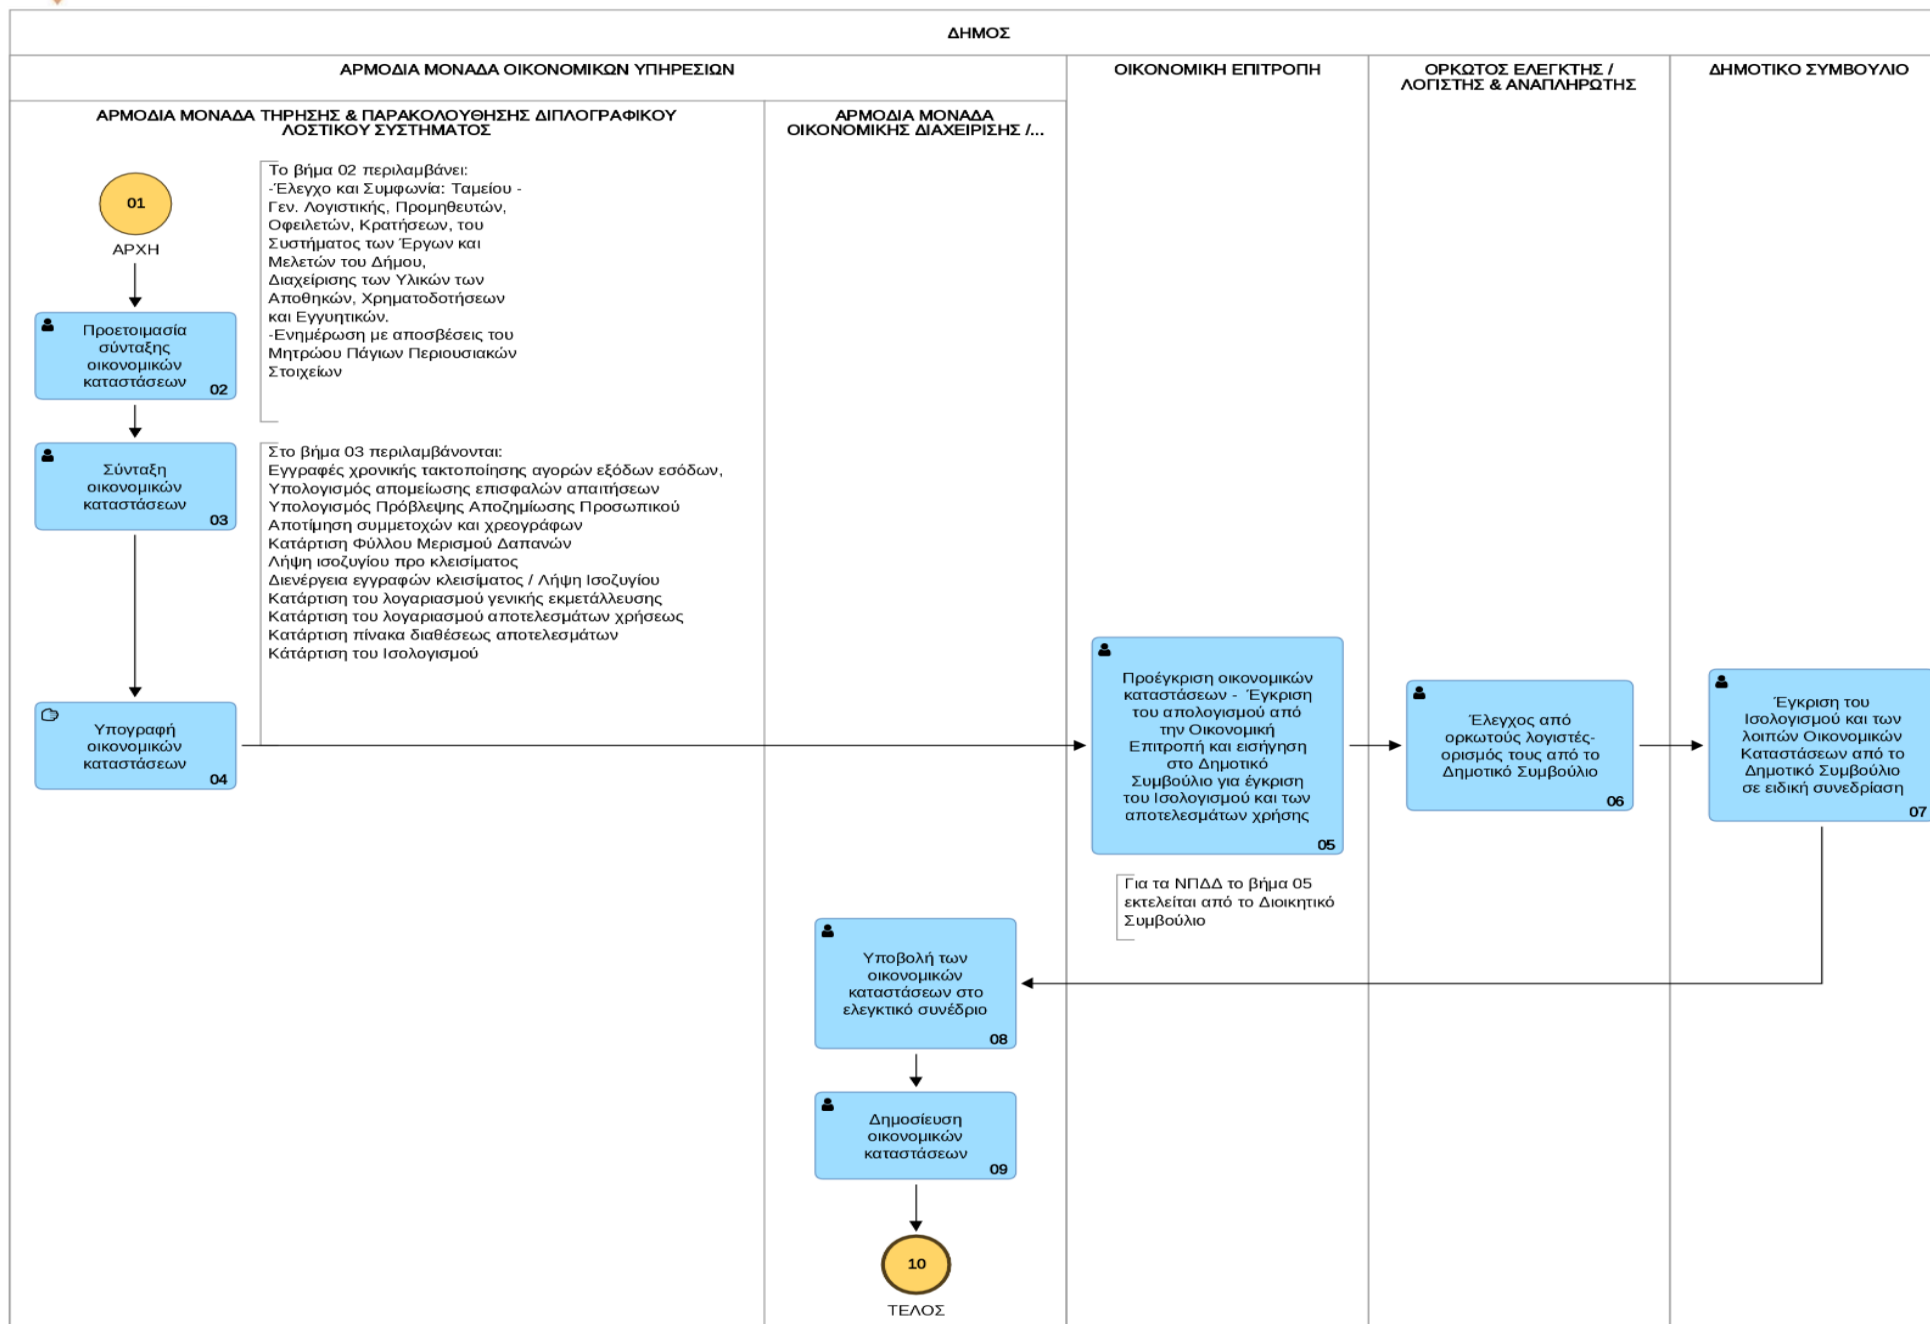 ΔΗΜΟΣ
ΑΡΜΟΔΙΑ ΜΟΝΑΔΑ ΟΙΚΟΝΟΜΙΚΩΝ ΥΠΗΡΕΣΙΩΝ
ΟΙΚΟΝΟΜΙΚΗ ΕΠΙΤΡΟΠΗ
ΟΡΚΩΤΟΣ ΕΛΕΓΚΤΗΣ /
ΛΟΓΙΣΤΗΣ & ΑΝΑΠΛΗΡΩΤΗΣ
ΔΗΜΟΤΙΚΟ ΣΥΜΒΟΥΛΙΟ
ΑΡΜΟΔΙΑ ΜΟΝΑΔΑ ΤΗΡΗΣΗΣ & ΠΑΡΑΚΟΛΟΥΘΗΣΗΣ ΔΙΠΛΟΓΡΑΦΙΚΟΥ
ΛΟΣΤΙΚΟΥ ΣΥΣΤΗΜΑΤΟΣ
ΑΡΜΟΔΙΑ ΜΟΝΑΔΑ
ΟΙΚΟΝΟΜΙΚΗΣ ΔΙΑΧΕΙΡΙΣΗΣ /...
01
ΑΡΧΗ
Το βήμα 02 περιλαμβάνει:
-Έλεγχο και Συμφωνία: Ταμείου -
Γεν. Λογιστικής, Προμηθευτών,
Οφειλετών, Κρατήσεων, του
Συστήματος των Έργων και
Μελετών του Δήμου,
Διαχείρισης των Υλικών των
Αποθηκών, Χρηματοδοτήσεων
και Εγγυητικών.
-Ενημέρωση με αποσβέσεις του
Μητρώου Πάγιων Περιουσιακών
Στοιχείων
Προετοιμασία
σύνταξης
οικονομικών
καταστάσεων
02
Σύνταξη
οικονομικών
καταστάσεων
03
Στο βήμα 03 περιλαμβάνονται:
Εγγραφές χρονικής τακτοποίησης αγορών εξόδων εσόδων,
Υπολογισμός απομείωσης επισφαλών απαιτήσεων
Υπολογισμός Πρόβλεψης Αποζημίωσης Προσωπικού
Αποτίμηση συμμετοχών και χρεογράφων
Κατάρτιση Φύλλου Μερισμού Δαπανών
Λήψη ισοζυγίου προ κλεισίματος
Διενέργεια εγγραφών κλεισίματος / Λήψη Ισοζυγίου
Κατάρτιση του λογαριασμού γενικής εκμετάλλευσης
Κατάρτιση του λογαριασμού αποτελεσμάτων χρήσεως
Κατάρτιση πίνακα διαθέσεως αποτελεσμάτων
Κάτάρτιση του Ισολογισμού
Υπογραφή
οικονομικών
καταστάσεων
04
Προέγκριση οικονομικών
καταστάσεων - Έγκριση
του απολογισμού από
την Οικονομική
Επιτροπή και εισήγηση
στο Δημοτικό
Συμβούλιο για έγκριση
του Ισολογισμού και των
αποτελεσμάτων χρήσης
05
Έλεγχος από
ορκωτούς λογιστές-
ορισμός τους από το
Δημοτικό Συμβούλιο
06
Έγκριση του
Ισολογισμού και των
λοιπών Οικονομικών
Καταστάσεων από το
Δημοτικό Συμβούλιο
σε ειδική συνεδρίαση
07
Για τα ΝΠΔΔ το βήμα 05
εκτελείται από το Διοικητικό
Συμβούλιο
Υποβολή των
οικονομικών
καταστάσεων στο
ελεγκτικό συνέδριο
08
Δημοσίευση
οικονομικών
καταστάσεων
09
10
ΤΕΛΟΣ